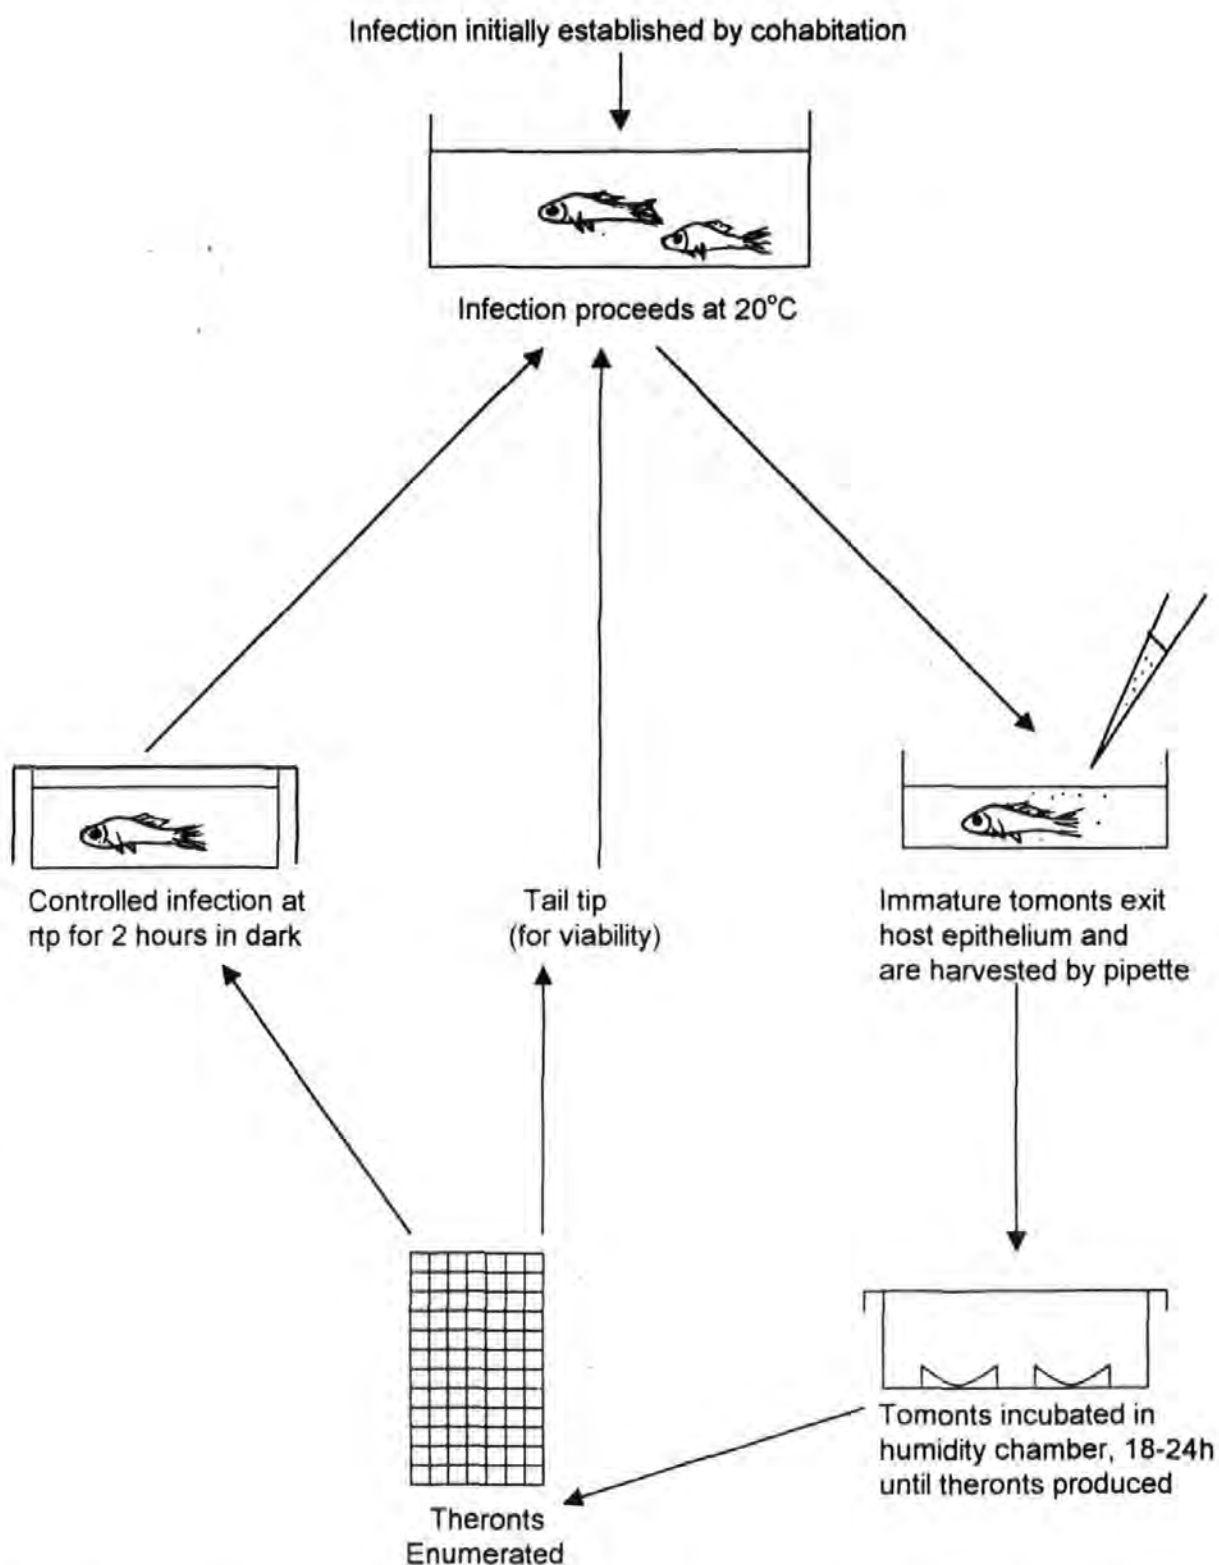 Infection initially established by cohabitation
Infection proceeds at 20°C
Controlled infection at
rtp for 2 hours in dark
Tail tip
(for viability)
Immature tomonts exit
host epithelium and
are harvested by pipette
Tomonts incubated in
humidity chamber, 18-24h
until theronts produced
Theronts
Enumerated